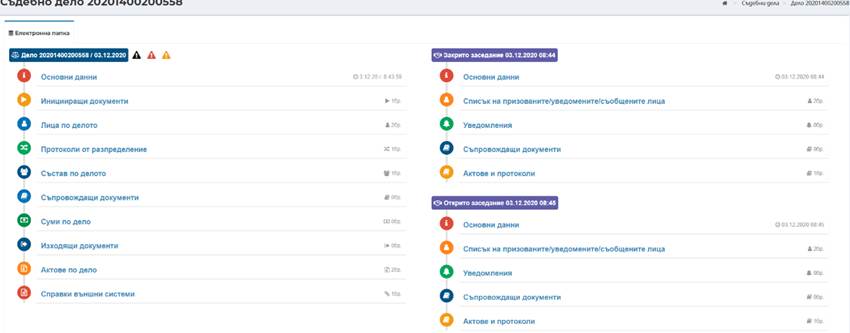 Съдебно дело 20201400200558
Съдебни дела > Дело 20201400200558
Електронна папка
Дело 20201400200558 / 03.12.2020
Основни данни
Иницииращи документи 1бр.
Лица по делото 2бр.
Протоколи от разпределение 1бр.
Състав по делото 1бр.
Съпровождащи документи 0бр.
Суми по дело 0бр.
Изходящи документи 0бр.
Актове по дело 2бр.
Справки външни системи 1бр.
Закрито заседание 03.12.2020 08:44
Основни данни 03.12.2020 08:44
Списък на призованите/уведомените/съобщените лица 2бр.
Уведомления 0бр.
Съпровождащи документи 0бр.
Актове и протоколи 1бр.
Открито заседание 03.12.2020 08:45
Основни данни 03.12.2020 08:45
Списък на призованите/уведомените/съобщените лица 2бр.
Уведомления 0бр.
Съпровождащи документи 0бр.
Актове и протоколи 1бр.